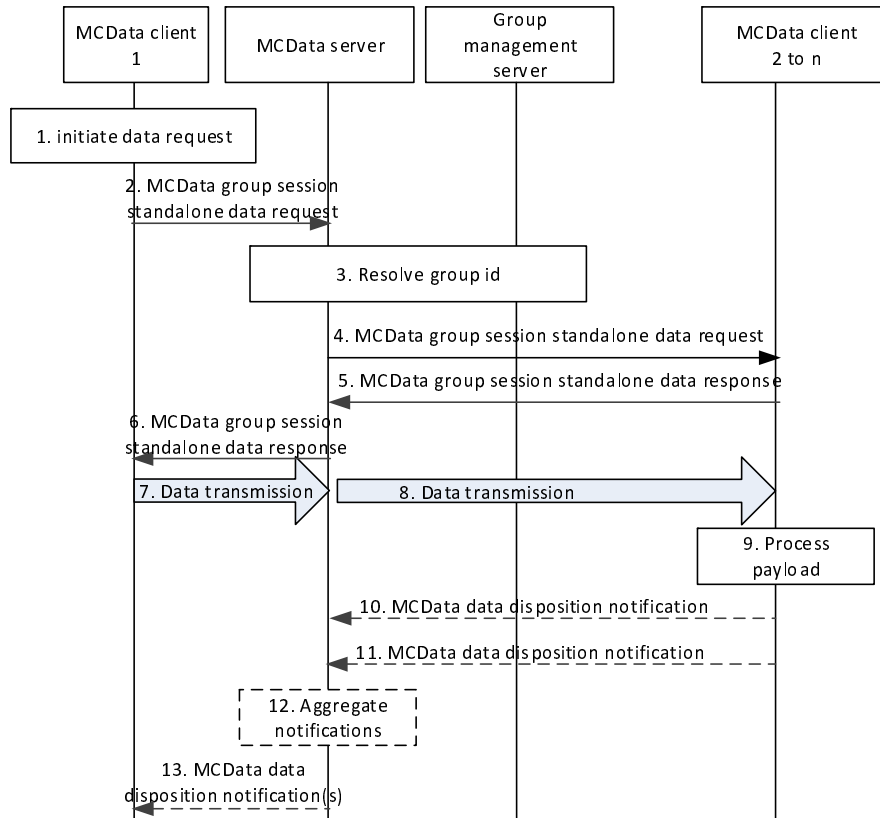 MCData client
1
MCData server
Group
management
server
MCData client
2 to n
1. initiate data request
2. MCData group session
standalone data request
3. Resolve group id
4. MCData group session standalone data request
5. MCData group session standalone data response
6. MCData group session
standalone data response
7. Data transmission
8. Data transmission
9. Process
payload
10. MCData data disposition notification
11. MCData data disposition notification
12. Aggregate
notifications
13. MCData data
disposition notification(s)